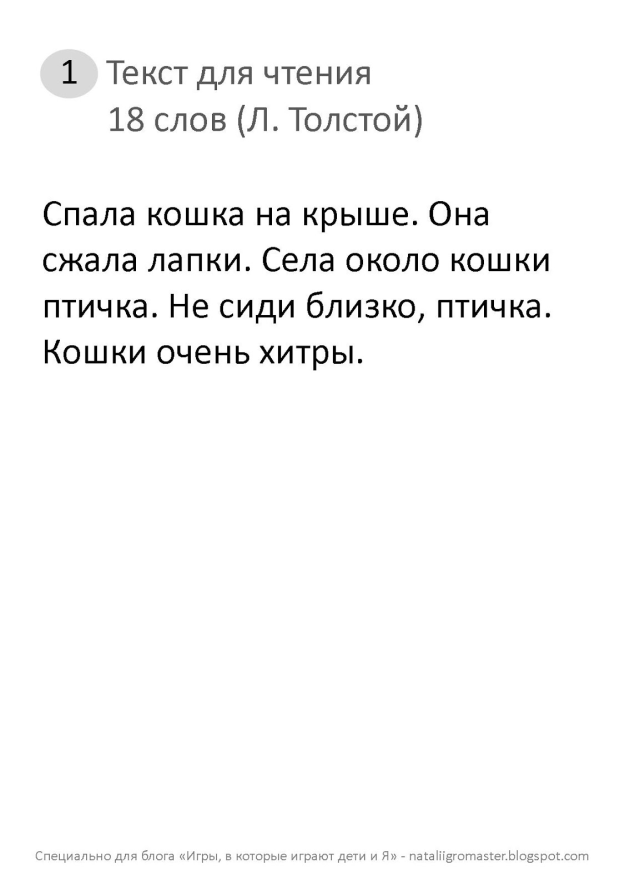 1 Текст для чтения
18 слов (Л. Толстой)
Спала кошка на крыше. Она
сжала лапки. Села около кошки
птичка. Не сиди близко, птичка.
Кошки очень хитры.
Специально для блога «Игры, в которые играют дети и Я» - nataliigromaster.blogspot.com